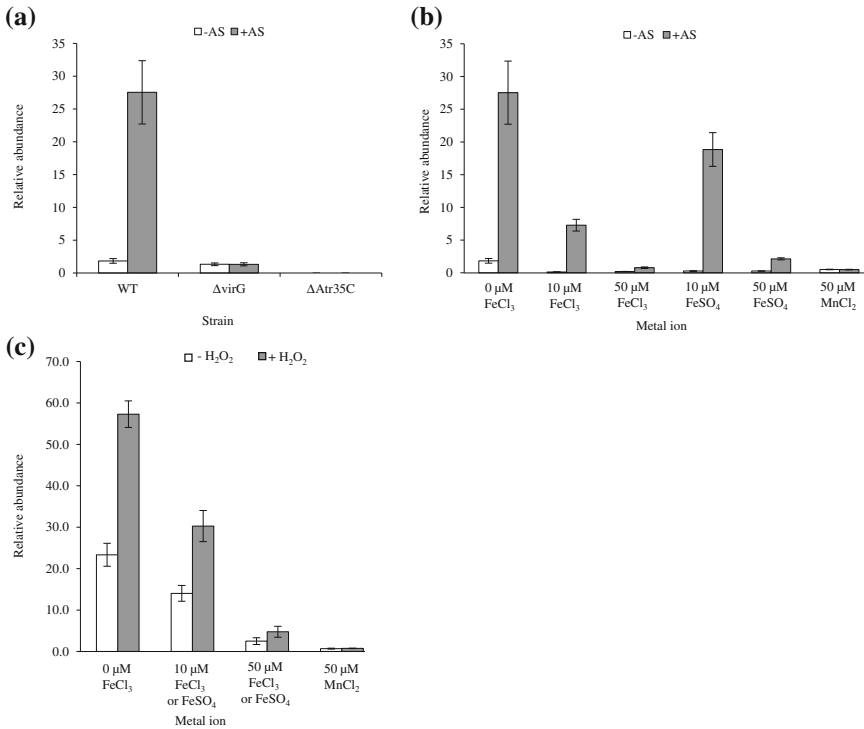 (a)
-AS +AS
35
30
25
20
15
10
5
0
Relative abundance
WT ΔvirG ΔAtr35C
Strain
(b)
-AS +AS
35
30
25
20
15
10
5
0
Relative abundance
0 μM 10 μM 50 μM 10 μM 50 μM 50 μM
FeCl₃ FeCl₃ FeCl₃ FeSO₄ FeSO₄ MnCl₂
Metal ion
(c)
- H₂O₂ + H₂O₂
70.0
60.0
50.0
40.0
30.0
20.0
10.0
0.0
Relative abundance
0 μM 10 μM 50 μM 50 μM
FeCl₃ FeCl₃ FeCl₃ MnCl₂
or FeSO₄ or FeSO₄
Metal ion